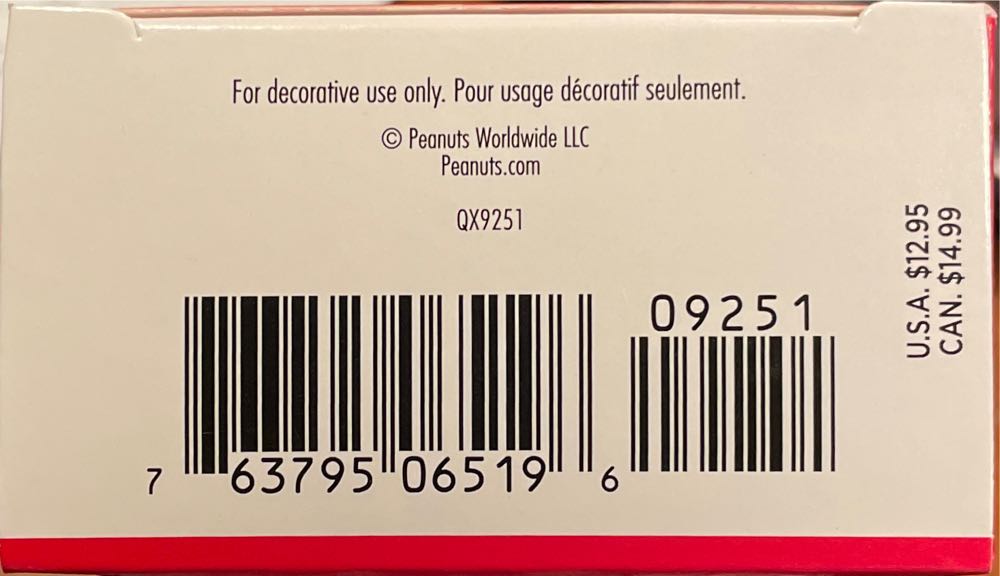 For decorative use only. Pour usage décoratif seulement.
© Peanuts Worldwide LLC
Peanuts.com
QX9251
U.S.A. $12.95
CAN. $14.99
09251
7 63795 06519 6